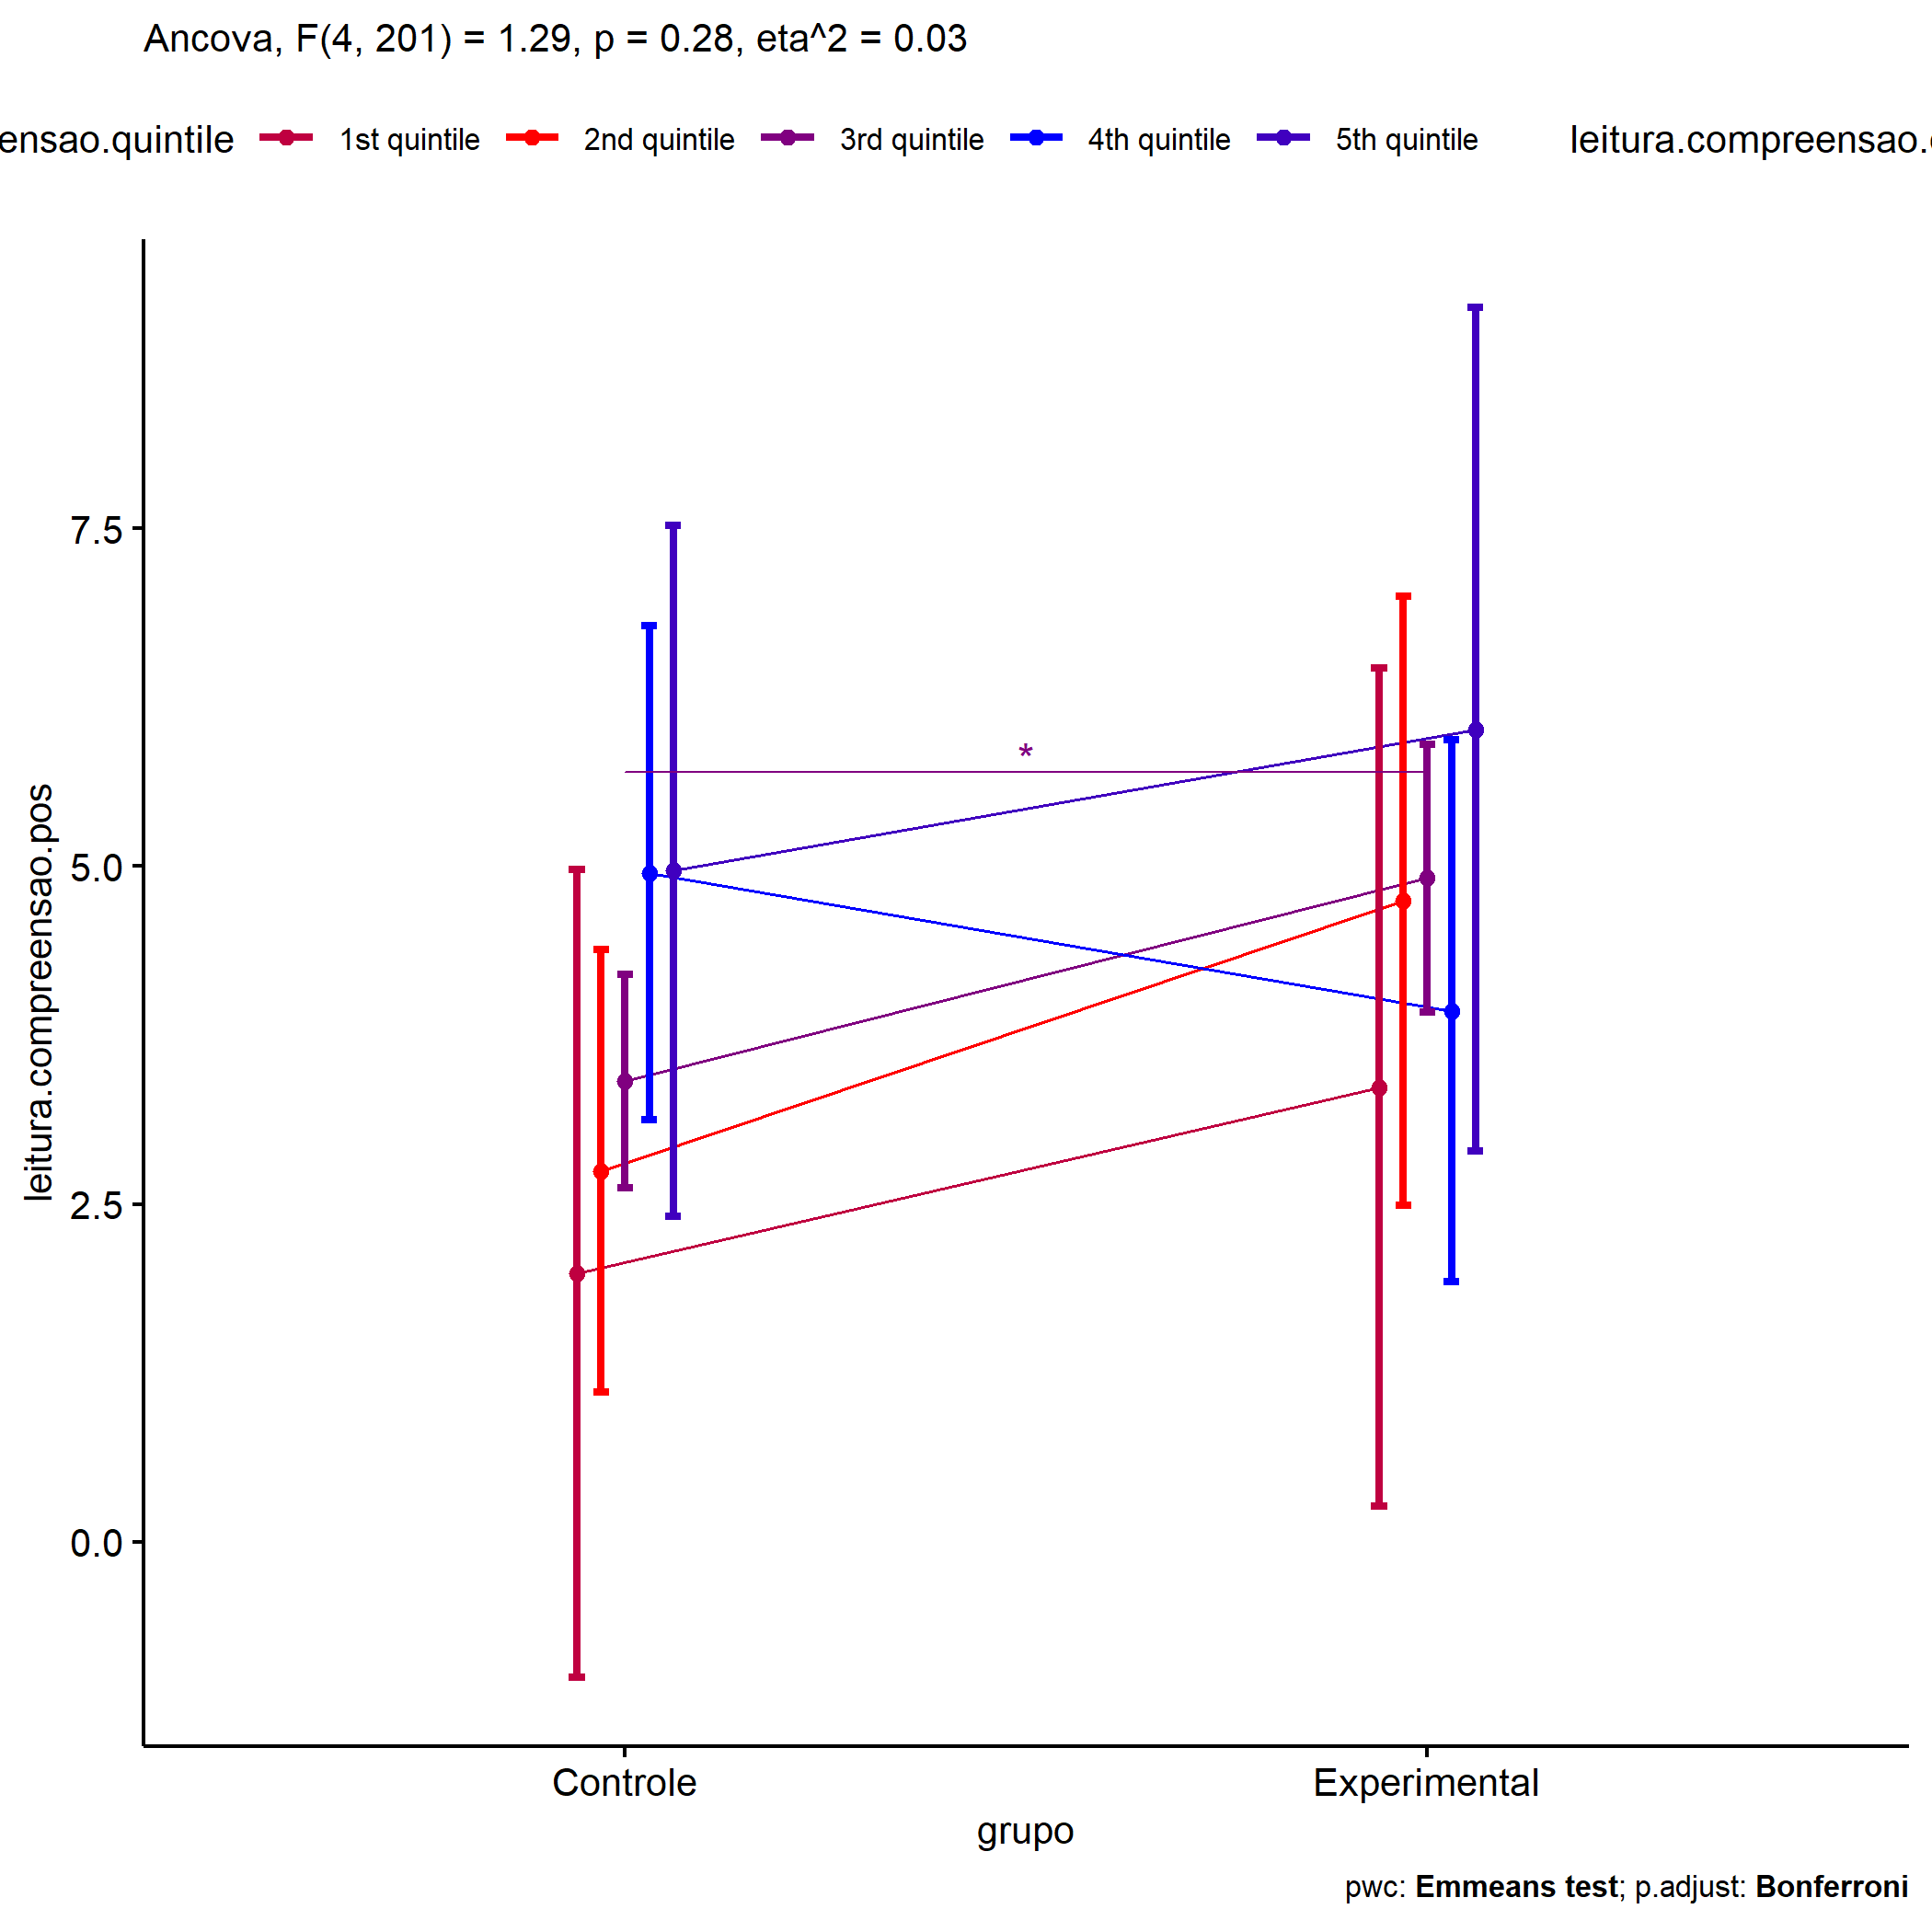 Ancova, F(4, 201) = 1.29, p = 0.28, eta^2 = 0.03
ensao.quintile 1st quintile 2nd quintile 3rd quintile 4th quintile 5th quintile leitura.compreensao.
7.5
5.0
2.5
0.0
leitura.compreensao.pos
*
Controle Experimental
grupo
pwc: Emmeans test; p.adjust: Bonferroni